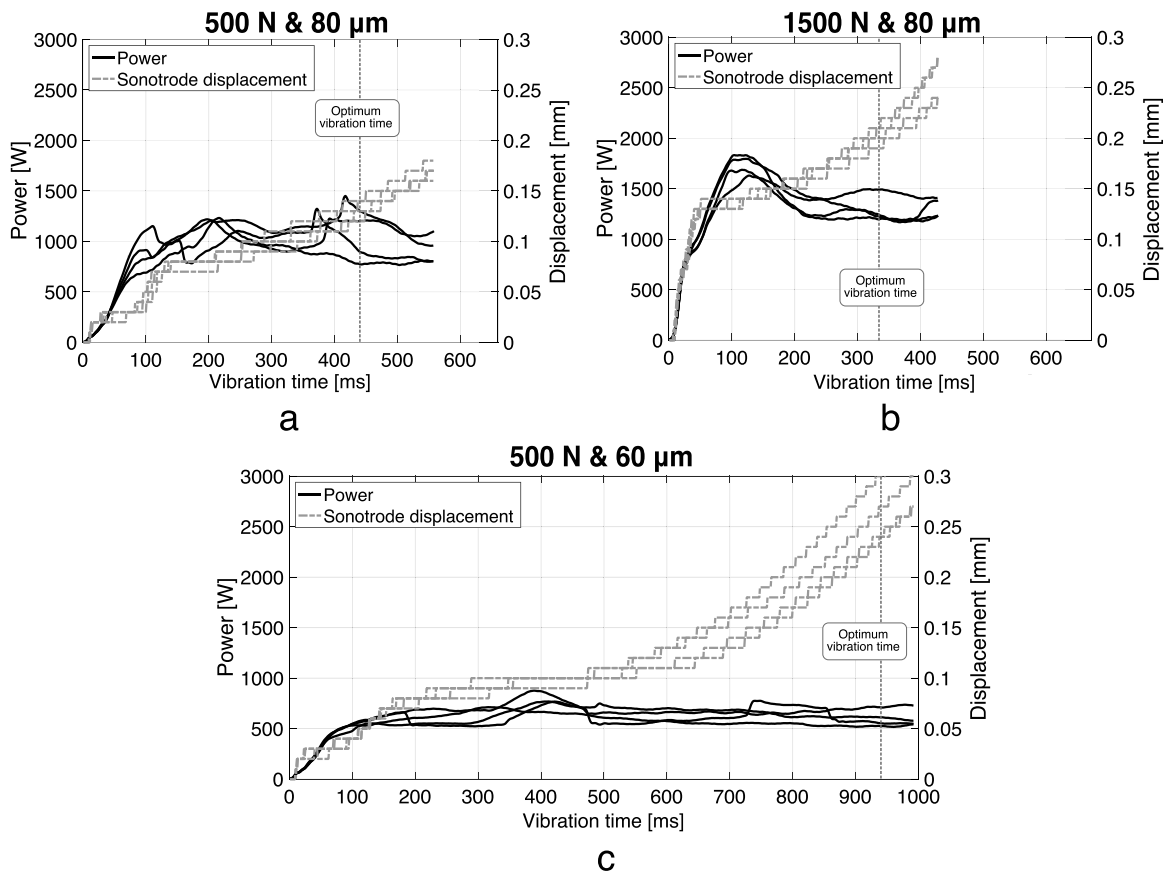 500 N & 80 µm
Power
Sonotrode displacement
Optimum
vibration time
Power [W]
3000
2500
2000
1500
1000
500
0
0.3
0.25
0.2
0.15
0.1
0.05
0
Displacement [mm]
0 100 200 300 400 500 600
Vibration time [ms]
a
1500 N & 80 µm
Power
Sonotrode displacement
Optimum
vibration time
Power [W]
3000
2500
2000
1500
1000
500
0
0.3
0.25
0.2
0.15
0.1
0.05
0
Displacement [mm]
0 100 200 300 400 500 600
Vibration time [ms]
b
500 N & 60 µm
Power
Sonotrode displacement
Optimum
vibration time
Power [W]
3000
2500
2000
1500
1000
500
0
0.3
0.25
0.2
0.15
0.1
0.05
0
Displacement [mm]
0 100 200 300 400 500 600 700 800 900 1000
Vibration time [ms]
c